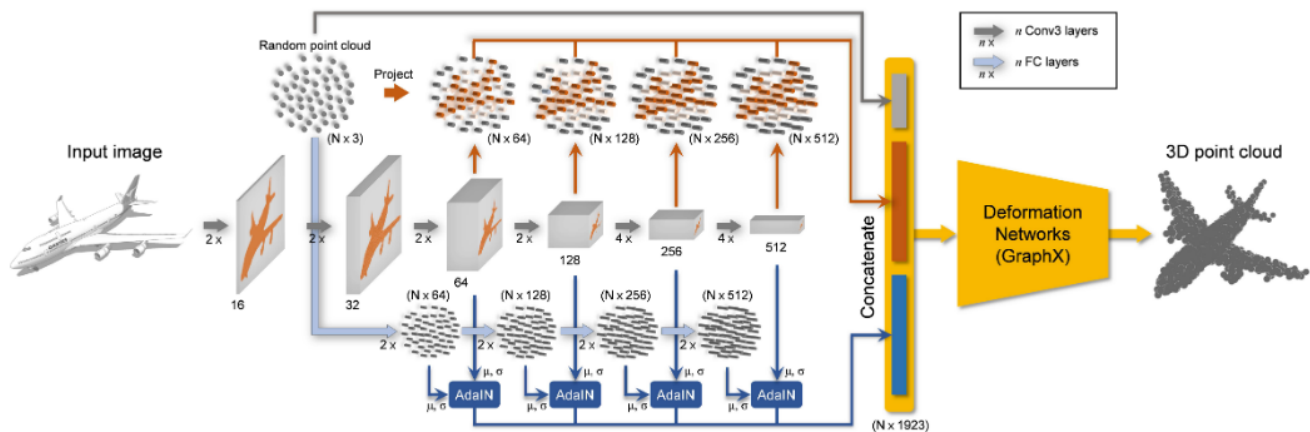 n Conv3 layers
n x
n FC layers
n x
Random point cloud
Project
(N x 3)
(N x 64)
(N x 128)
(N x 256)
(N x 512)
Input image
3D point cloud
2 x
2 x
2 x
2 x
4 x
4 x
16
32
64
128
256
512
Concatenate
Deformation
Networks
(GraphX)
(N x 64)
(N x 128)
(N x 256)
(N x 512)
2 x
2 x
2 x
2 x
μ, σ
μ, σ
μ, σ
μ, σ
AdaIN
AdaIN
AdaIN
AdaIN
μ, σ
μ, σ
μ, σ
μ, σ
(N x 1923)